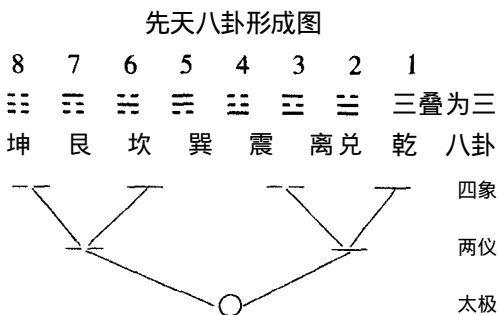 先天八卦形成图
8 7 6 5 4 3 2 1
☷ ☶ ☵ ☴ ☳ ☲ ☱ 三叠为三
坤 艮 坎 巽 震 离 兑 乾 八卦
四象
两仪
太极